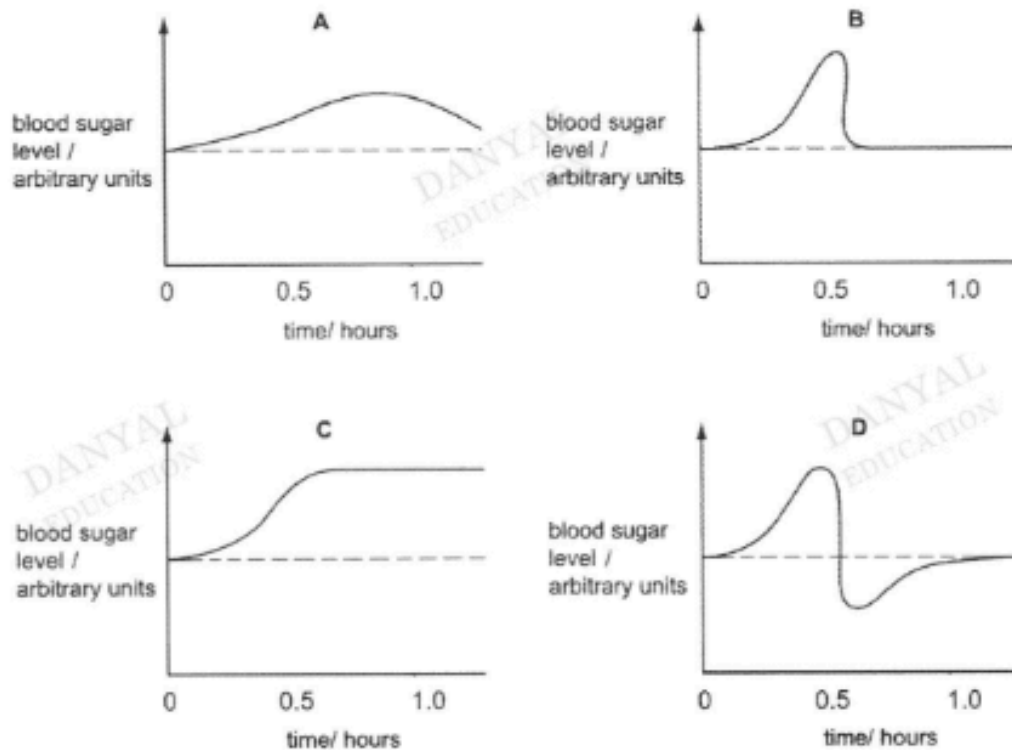 A
blood sugar
level /
arbitrary units
0
0.5
1.0
time/ hours
B
blood sugar
level /
arbitrary units
0
0.5
1.0
time/ hours
DANYAL
EDUCATION
C
blood sugar
level /
arbitrary units
0
0.5
1.0
time/ hours
DANYAL
EDUCATION
D
blood sugar
level /
arbitrary units
0
0.5
1.0
time/ hours
DANYAL
EDUCATION